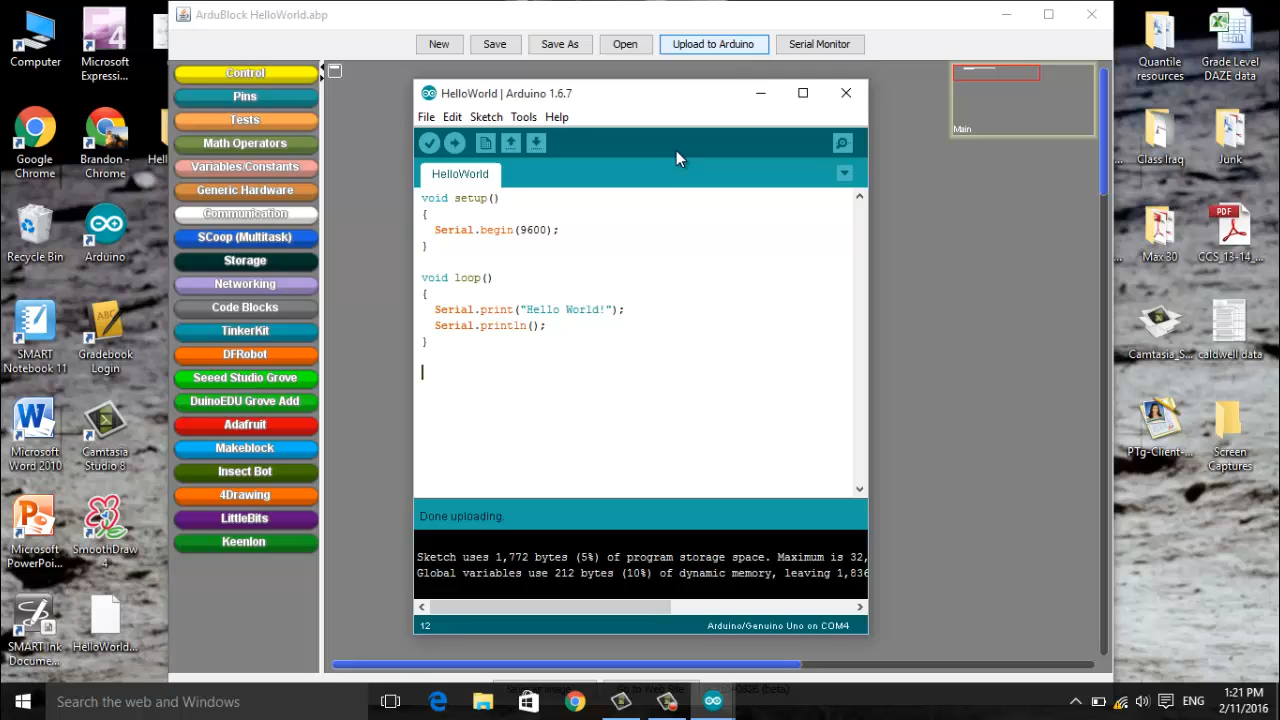 ArduBlock HelloWorld.abp
New
Save
Save As
Open
Upload to Arduino
Serial Monitor
Computer
Microsoft
Expressi...
Google
Chrome
Brandon -
Chrome
Recycle Bin
Arduino
SMART
Notebook 11
Gradebook
Login
Microsoft
Word 2010
Camtasia
Studio 8
Microsoft
PowerPoi...
SmoothDraw
4
SMART Ink
Docume...
HelloWorld...
Control
Pins
Tests
Math Operators
Variables/Constants
Generic Hardware
Communication
SCoop (Multitask)
Storage
Networking
Code Blocks
TinkerKit
DFRobot
Seeed Studio Grove
DuinoEDU Grove Add
Adafruit
Makeblock
Insect Bot
4Drawing
LittleBits
Keenlon
HelloWorld | Arduino 1.6.7
File Edit Sketch Tools Help
HelloWorld
void setup()
{
Serial.begin(9600);
}
void loop()
{
Serial.print("Hello World!");
Serial.println();
}
Done uploading.
Sketch uses 1,772 bytes (5%) of program storage space. Maximum is 32,
Global variables use 212 bytes (10%) of dynamic memory, leaving 1,836
12
Arduino/Genuino Uno on COM4
Main
Quantile
resources
Grade Level
DAZE data
Class Iraq
Junk
Max 30
PDF
CCS_13-14_...
Camtasia_S...
caldwell data
PTg-Client-...
Screen
Captures
Search the web and Windows
ENG
1:21 PM
2/11/2016